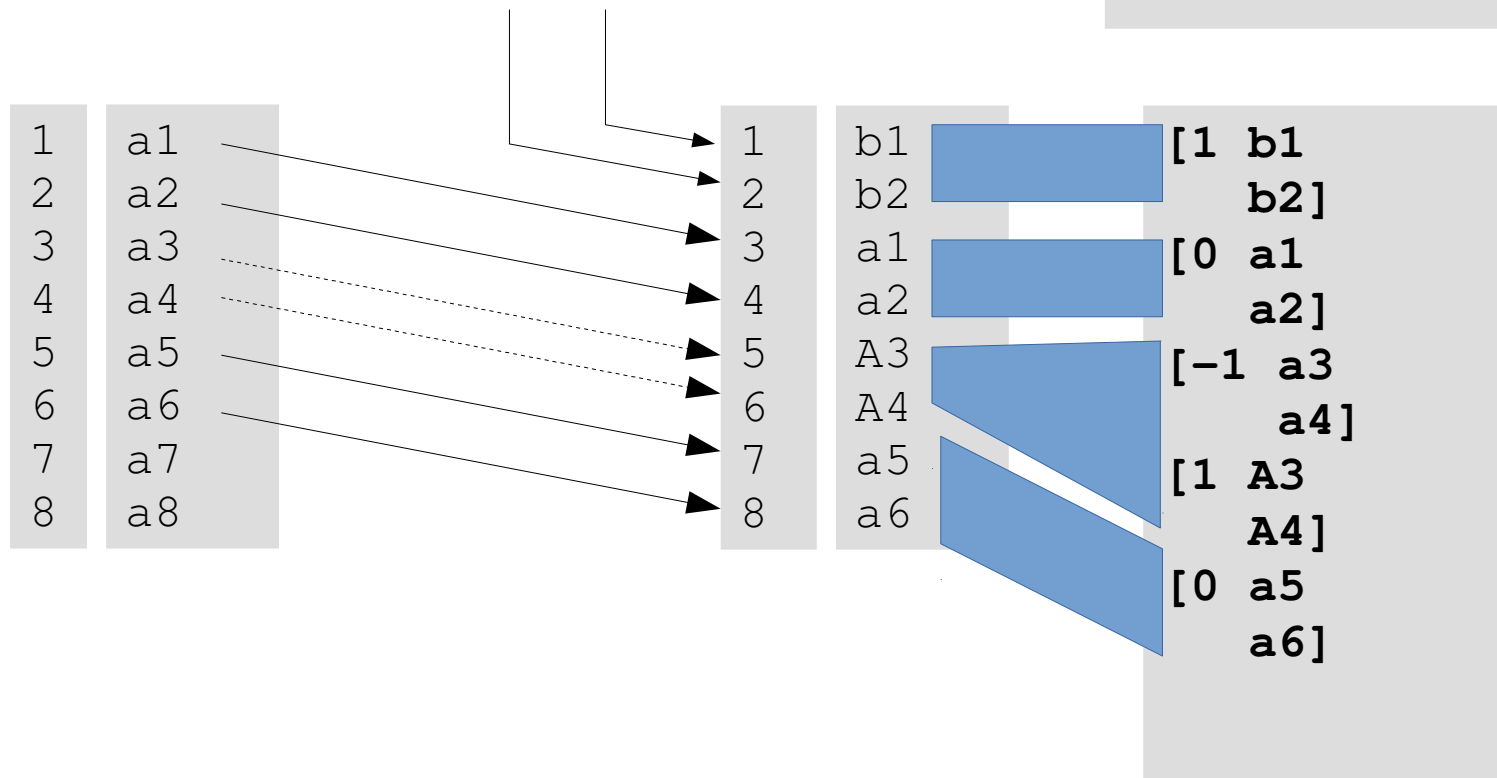 1 a1 1 b1 [1 b1
2 a2 2 b2 b2]
3 a3 3 a1 [0 a1
4 a4 4 a2 a2]
5 a5 5 A3 [–1 a3
6 a6 6 A4 a4]
7 a7 7 a5 [1 A3
8 a8 8 a6 A4]
[0 a5
a6]